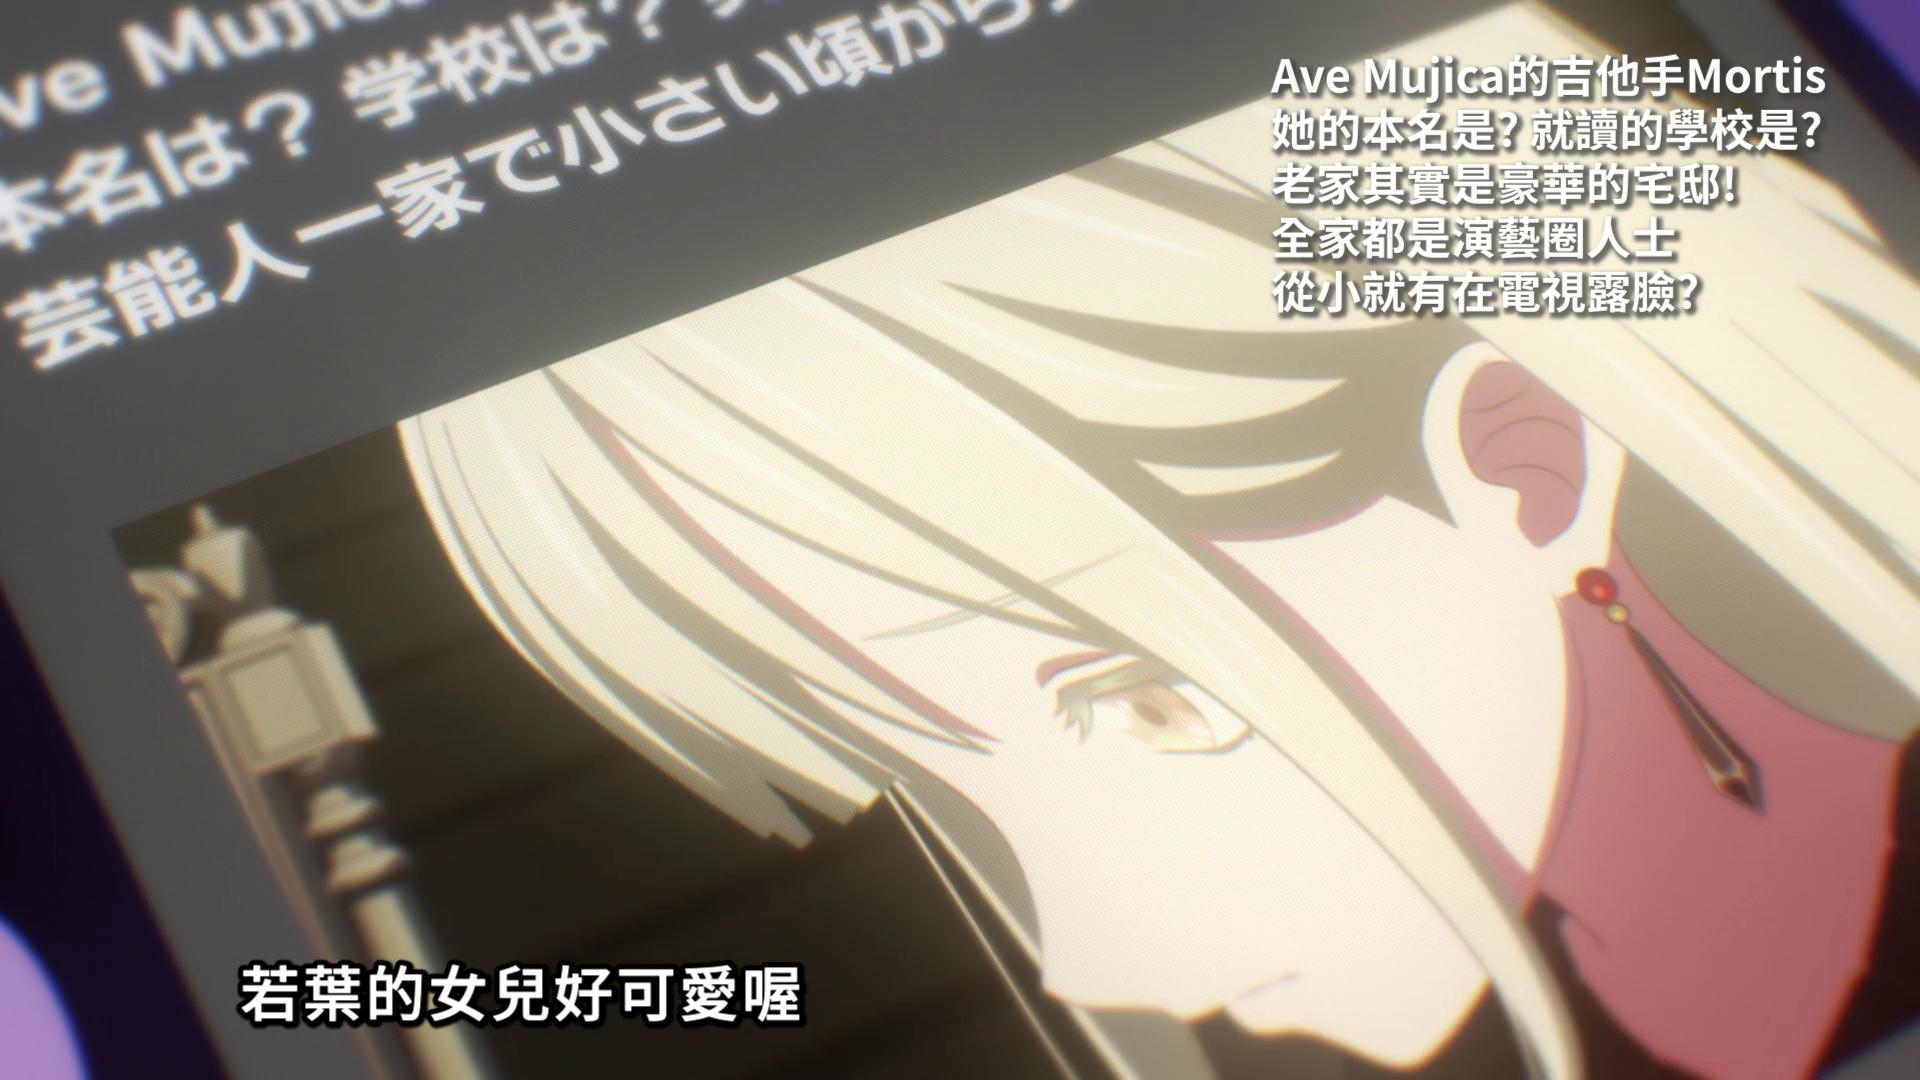 ve Mujica
本名は？ 学校は？
芸能人一家で小さい頃から
Ave Mujica的吉他手Mortis
她的本名是? 就讀的學校是?
老家其實是豪華的宅邸!
全家都是演藝圈人士
從小就有在電視露臉?
若葉的女兒好可愛喔